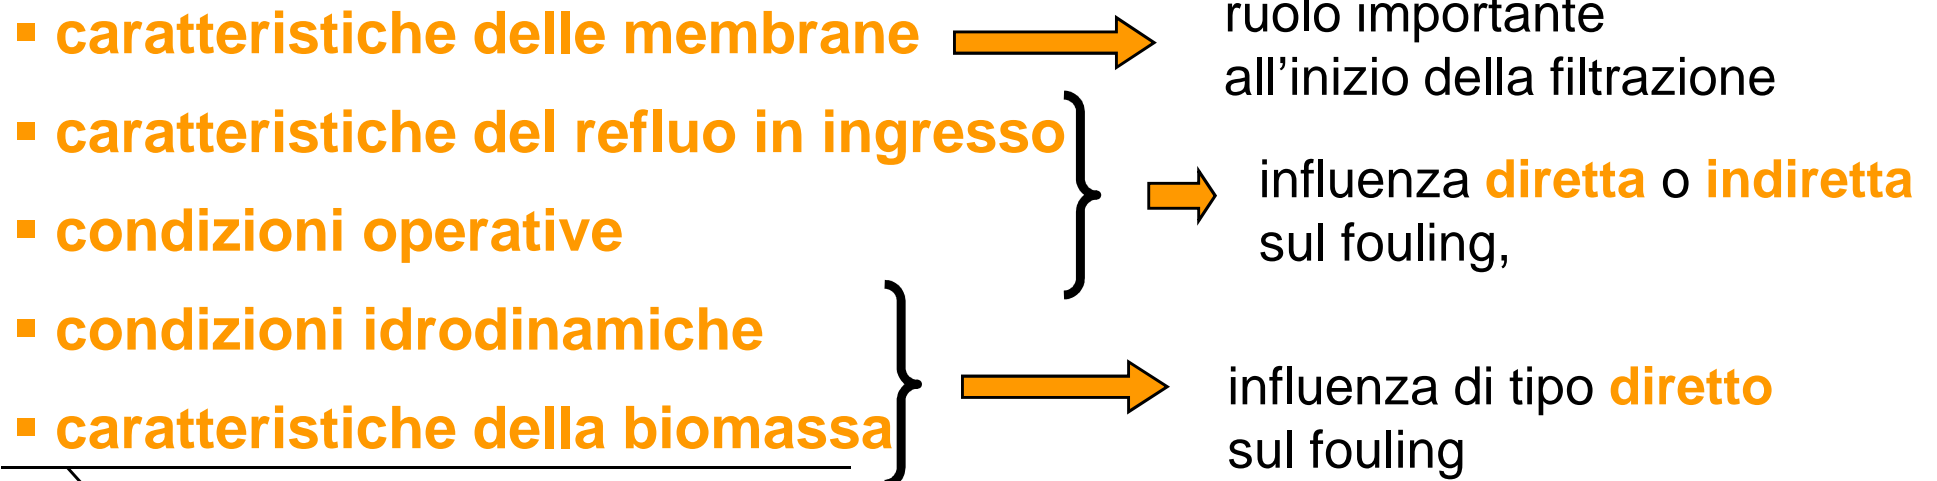 ▪ caratteristiche delle membrane
ruolo importante
all’inizio della filtrazione
▪ caratteristiche del refluo in ingresso
▪ condizioni operative
influenza diretta o indiretta
sul fouling,
▪ condizioni idrodinamiche
▪ caratteristiche della biomassa
influenza di tipo diretto
sul fouling